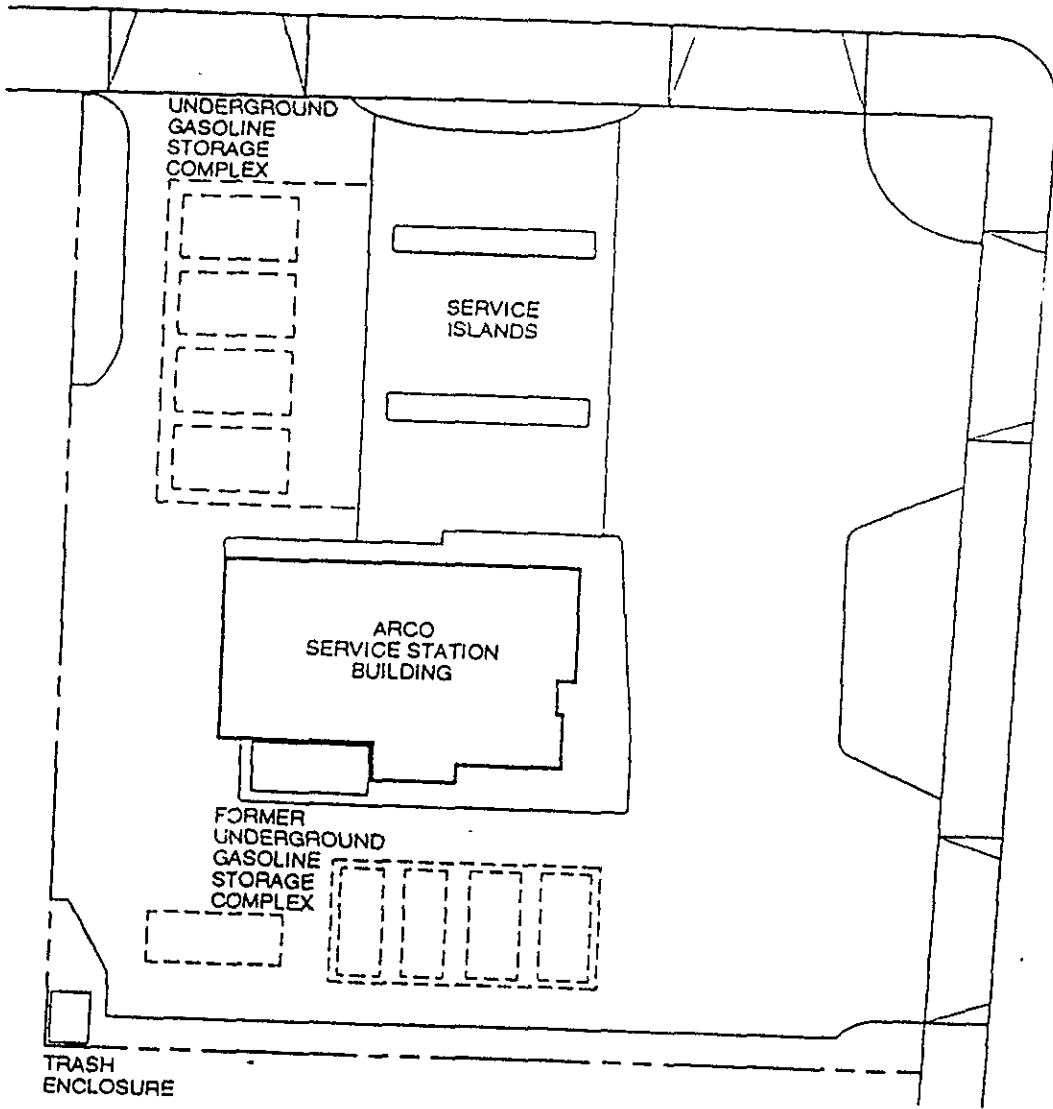 UNDERGROUND
GASOLINE
STORAGE
COMPLEX
SERVICE
ISLANDS
ARCO
SERVICE STATION
BUILDING
FORMER
UNDERGROUND
GASOLINE
STORAGE
COMPLEX
TRASH
ENCLOSURE